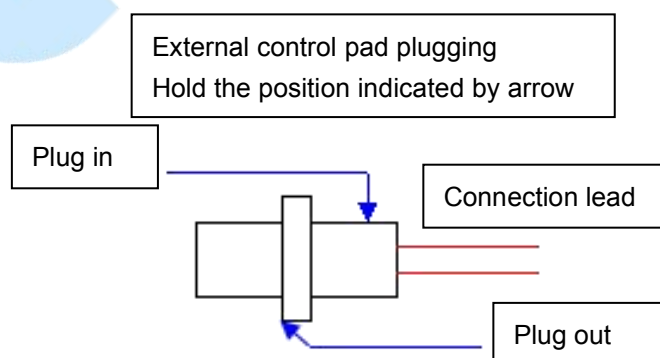 External control pad plugging
Hold the position indicated by arrow
Plug in
Connection lead
Plug out